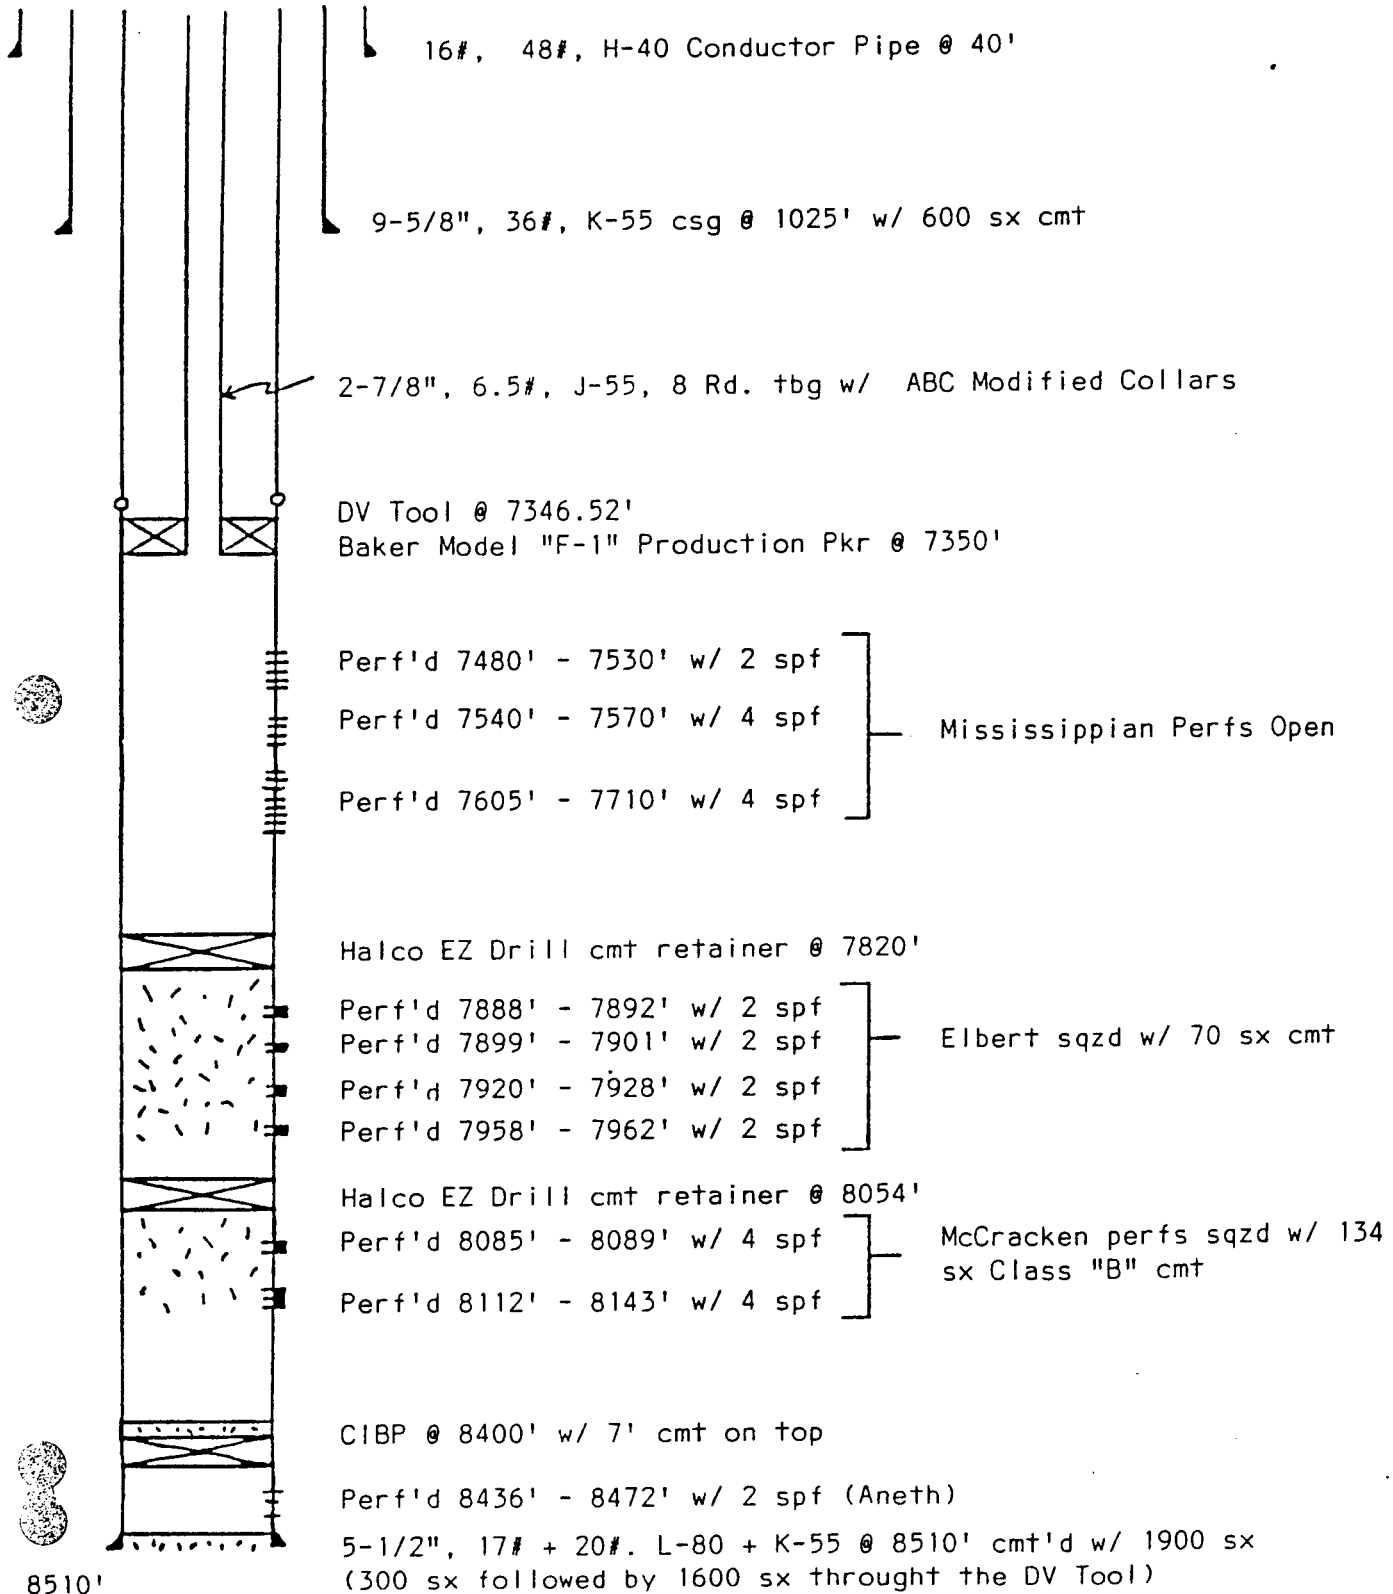 16#, 48#, H-40 Conductor Pipe @ 40'
9-5/8", 36#, K-55 csg @ 1025' w/ 600 sx cmt
2-7/8", 6.5#, J-55, 8 Rd. tbg w/ ABC Modified Collars
DV Tool @ 7346.52'
Baker Model "F-1" Production Pkr @ 7350'
Perf'd 7480' - 7530' w/ 2 spf
Perf'd 7540' - 7570' w/ 4 spf
Mississippian Perfs Open
Perf'd 7605' - 7710' w/ 4 spf
Halco EZ Drill cmt retainer @ 7820'
Perf'd 7888' - 7892' w/ 2 spf
Perf'd 7899' - 7901' w/ 2 spf
Elbert sqzd w/ 70 sx cmt
Perf'd 7920' - 7928' w/ 2 spf
Perf'd 7958' - 7962' w/ 2 spf
Halco EZ Drill cmt retainer @ 8054'
Perf'd 8085' - 8089' w/ 4 spf
McCracken perfs sqzd w/ 134
sx Class "B" cmt
Perf'd 8112' - 8143' w/ 4 spf
CIBP @ 8400' w/ 7' cmt on top
Perf'd 8436' - 8472' w/ 2 spf (Aneth)
5-1/2", 17# + 20#. L-80 + K-55 @ 8510' cmt'd w/ 1900 sx
(300 sx followed by 1600 sx throught the DV Tool)
8510'